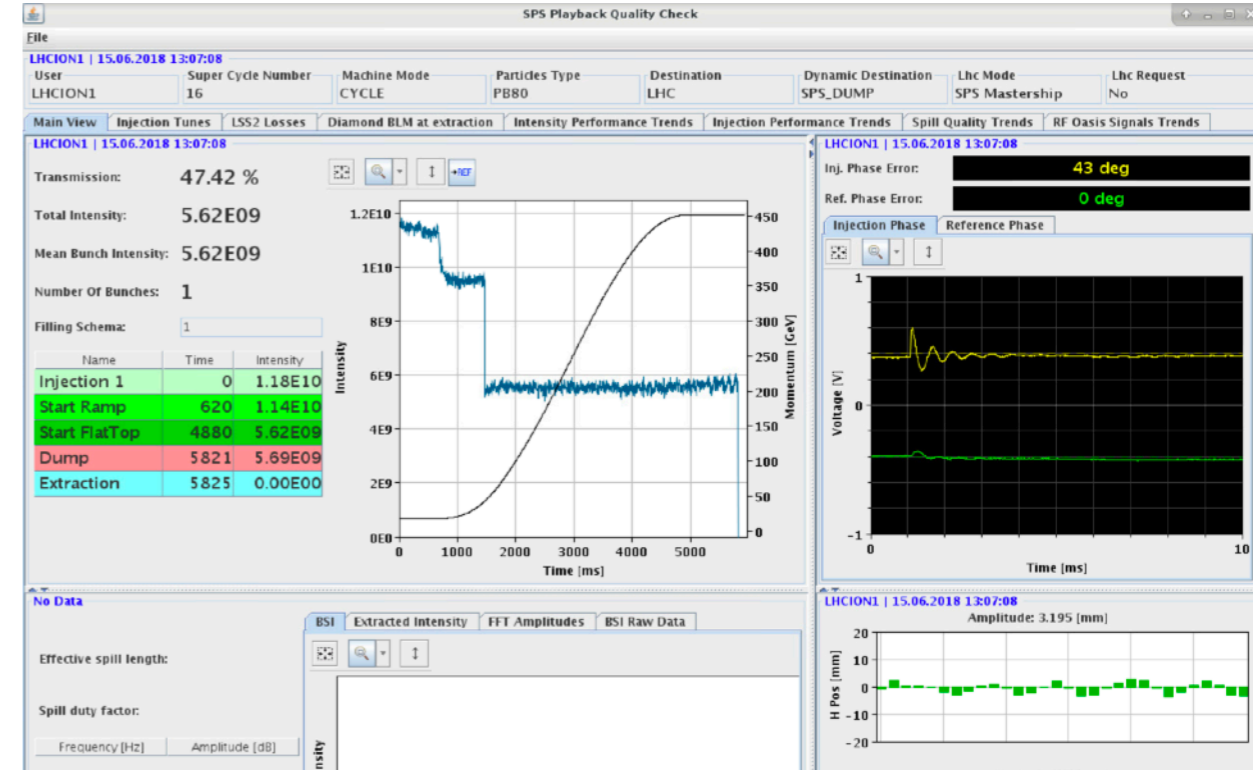 SPS Playback Quality Check
File
LHCION1 | 15.06.2018 13:07:08
User Super Cycle Number Machine Mode Particles Type Destination Dynamic Destination Lhc Mode Lhc Request
LHCION1 16 CYCLE PB80 LHC SPS_DUMP SPS Mastership No
Main View Injection Tunes LSS2 Losses Diamond BLM at extraction Intensity Performance Trends Injection Performance Trends Spill Quality Trends RF Oasis Signals Trends
LHCION1 | 15.06.2018 13:07:08
Transmission: 47.42 %
Total Intensity: 5.62E09
Mean Bunch Intensity: 5.62E09
Number Of Bunches: 1
Filling Schema: 1
Name Time Intensity
Injection 1 0 1.18E10
Start Ramp 620 1.14E10
Start FlatTop 4880 5.62E09
Dump 5821 5.69E09
Extraction 5825 0.00E00
REF
1.2E10
1E10
8E9
6E9
4E9
2E9
0E0
Intensity
450
400
350
300
250
200
150
100
50
0
Momentum [GeV]
0 1000 2000 3000 4000 5000
Time [ms]
LHCION1 | 15.06.2018 13:07:08
Inj. Phase Error: 43 deg
Ref. Phase Error: 0 deg
Injection Phase Reference Phase
1
0
-1
Voltage [V]
0 10
Time [ms]
No Data
Effective spill length:
Spill duty factor:
Frequency [Hz] Amplitude [dB]
BSI Extracted Intensity FFT Amplitudes BSI Raw Data
nsity
LHCION1 | 15.06.2018 13:07:08
Amplitude: 3.195 [mm]
20
10
0
-10
-20
H Pos [mm]